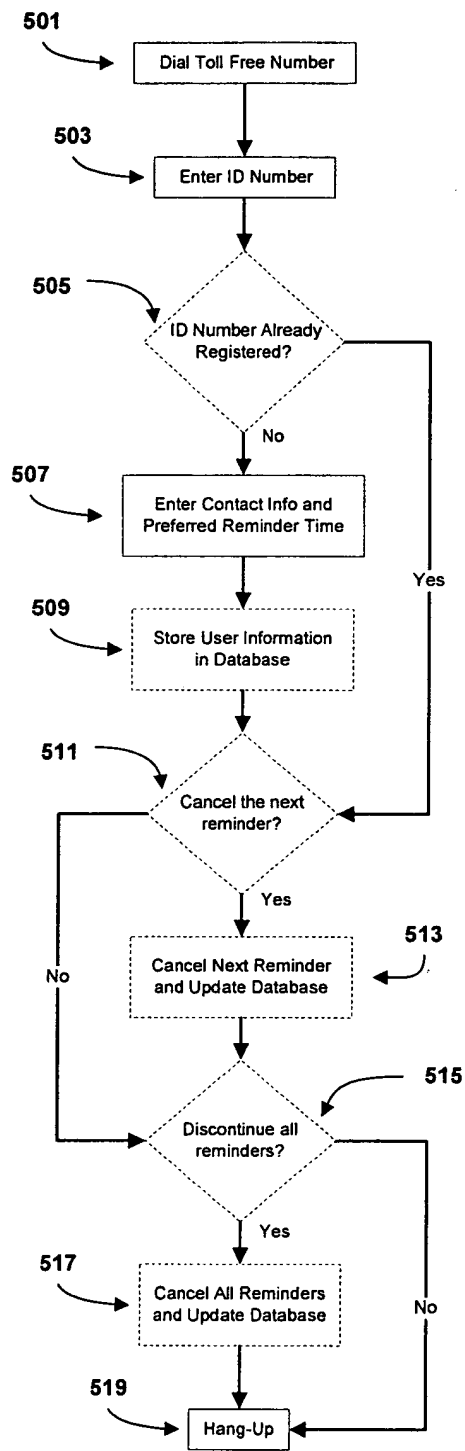 501
Dial Toll Free Number
503
Enter ID Number
505
ID Number Already
Registered?
No
507
Enter Contact Info and
Preferred Reminder Time
Yes
509
Store User Information
in Database
511
Cancel the next
reminder?
Yes
No
513
Cancel Next Reminder
and Update Database
515
Discontinue all
reminders?
Yes
517
Cancel All Reminders
and Update Database
No
519
Hang-Up